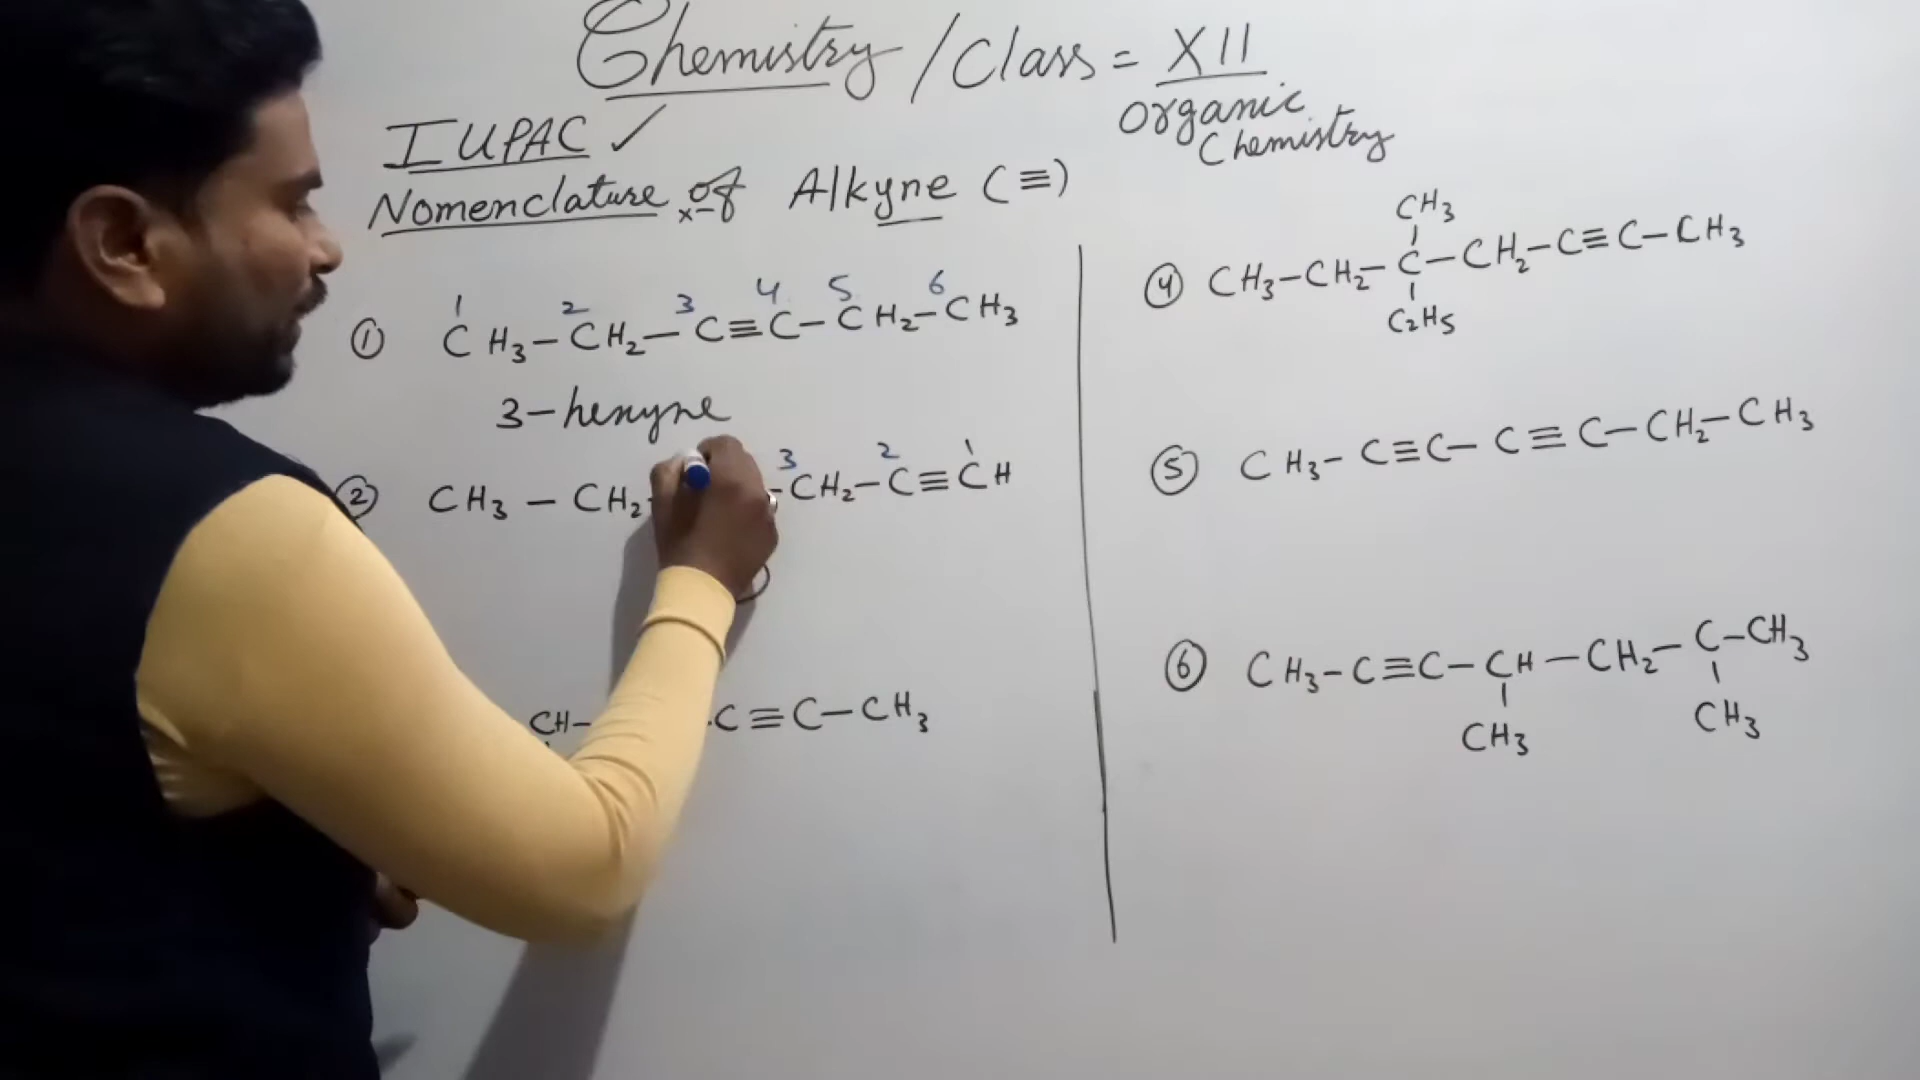 Chemistry / Class = XII
Organic
Chemistry
IUPAC ✓
Nomenclature of Alkyne (≡)
x-
1 2 3 4 5 6
① CH3-CH2-C≡C-CH2-CH3
3-hexyne
3 2 1
② CH3 - CH2 -CH2-C≡CH
CH- C≡C-CH3
CH3
④ CH3-CH2-C-CH2-C≡C-CH3
C2H5
⑤ CH3-C≡C-C≡C-CH2-CH3
⑥ CH3-C≡C-CH-CH2-C-CH3
CH3 CH3